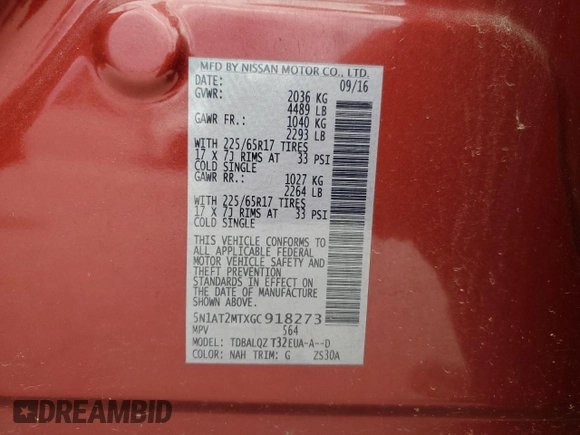 MFD BY NISSAN MOTOR CO., LTD.
DATE: 09/16
GVWR: 2036 KG
4489 LB
GAWR FR.: 1040 KG
2293 LB
WITH 225/65R17 TIRES
17 X 7J RIMS AT 33 PSI
COLD SINGLE
GAWR RR.: 1027 KG
2264 LB
WITH 225/65R17 TIRES
17 X 7J RIMS AT 33 PSI
COLD SINGLE
THIS VEHICLE CONFORMS TO
ALL APPLICABLE FEDERAL
MOTOR VEHICLE SAFETY AND
THEFT PREVENTION
STANDARDS IN EFFECT ON
THE DATE OF MANUFACTURE
SHOWN ABOVE.
5N1AT2MTXGC918273
MPV 564
MODEL: TDBALQZ T32EUA-A--D
COLOR: NAH TRIM: G ZS30A
DREAMBID